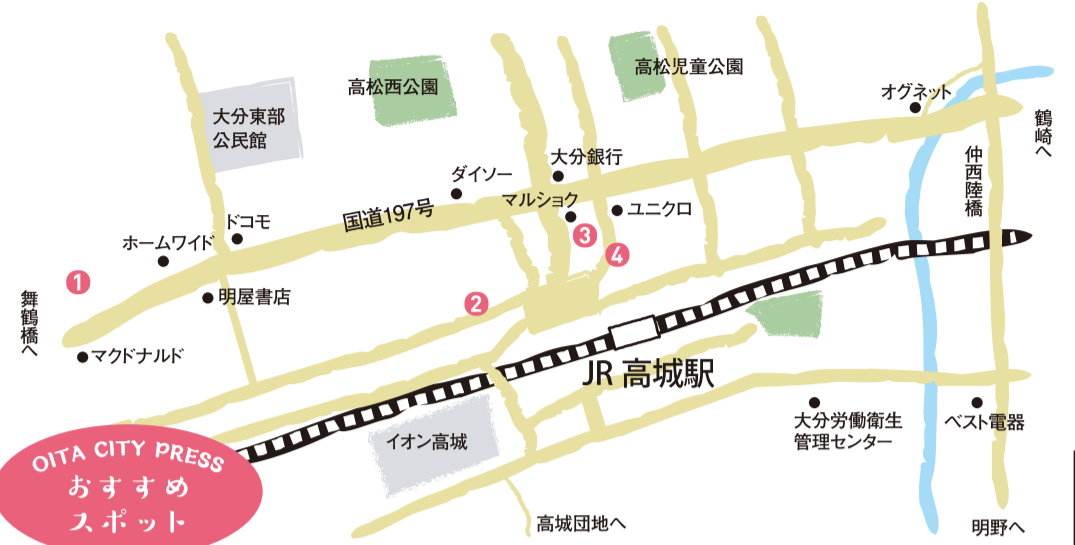 高松西公園
高松児童公園
大分東部
公民館
オグネット
鶴崎へ
仲西陸橋
大分銀行
ダイソー
マルショク
ユニクロ
国道197号
ドコモ
ホームワイド
❸
❹
❶
明屋書店
❷
舞鶴橋へ
マクドナルド
JR 高城駅
大分労働衛生
管理センター
ベスト電器
イオン高城
OITA CITY PRESS
おすすめ
スポット
高城団地へ
明野へ